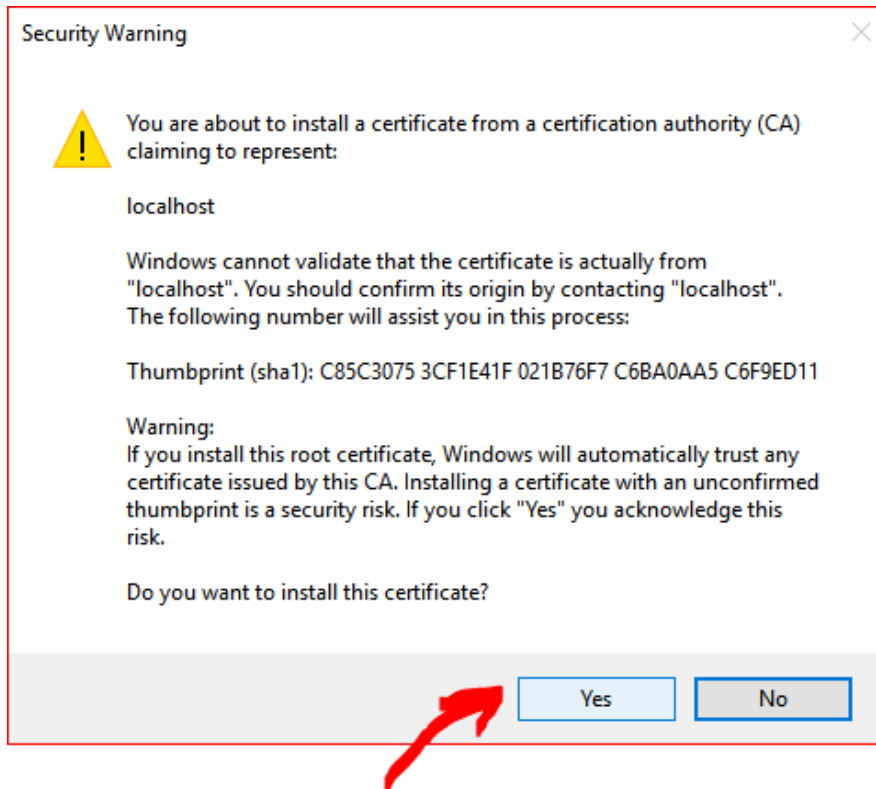 Security Warning
You are about to install a certificate from a certification authority (CA)
claiming to represent:
localhost
Windows cannot validate that the certificate is actually from
"localhost". You should confirm its origin by contacting "localhost".
The following number will assist you in this process:
Thumbprint (sha1): C85C3075 3CF1E41F 021B76F7 C6BA0AA5 C6F9ED11
Warning:
If you install this root certificate, Windows will automatically trust any
certificate issued by this CA. Installing a certificate with an unconfirmed
thumbprint is a security risk. If you click "Yes" you acknowledge this
risk.
Do you want to install this certificate?
Yes
No